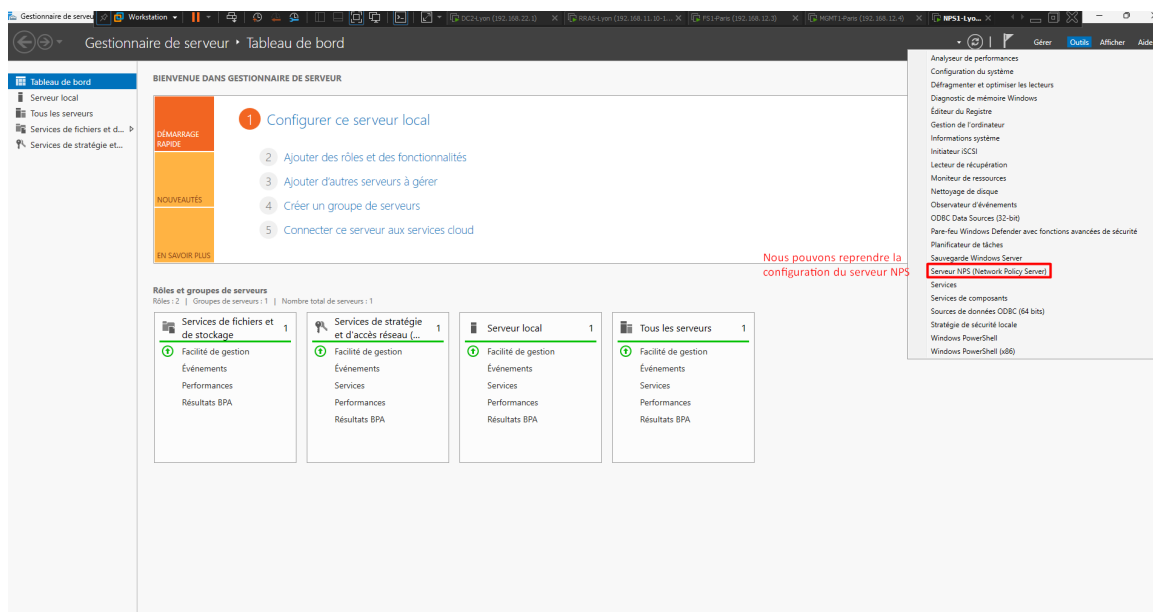 Gestionnaire de serveu
Workstation
DC2-Lyon (192.168.22.1)
RRAS-Lyon (192.168.11.10-1...
FS1-Paris (192.168.12.3)
MGMT1-Paris (192.168.12.4)
NPS1-Lyo...
Gestionnaire de serveur
Tableau de bord
Gérer
Outils
Afficher
Aide
Tableau de bord
Serveur local
Tous les serveurs
Services de fichiers et d...
Services de stratégie et...
BIENVENUE DANS GESTIONNAIRE DE SERVEUR
DÉMARRAGE
RAPIDE
NOUVEAUTÉS
EN SAVOIR PLUS
1 Configurer ce serveur local
2 Ajouter des rôles et des fonctionnalités
3 Ajouter d'autres serveurs à gérer
4 Créer un groupe de serveurs
5 Connecter ce serveur aux services cloud
Nous pouvons reprendre la
configuration du serveur NPS
Analyseur de performances
Configuration du système
Défragmenter et optimiser les lecteurs
Diagnostic de mémoire Windows
Éditeur du Registre
Gestion de l'ordinateur
Informations système
Initiateur iSCSI
Lecteur de récupération
Moniteur de ressources
Nettoyage de disque
Observateur d'événements
ODBC Data Sources (32-bit)
Pare-feu Windows Defender avec fonctions avancées de sécurité
Planificateur de tâches
Sauvegarde Windows Server
Serveur NPS (Network Policy Server)
Services
Services de composants
Sources de données ODBC (64 bits)
Stratégie de sécurité locale
Windows PowerShell
Windows PowerShell (x86)
Rôles et groupes de serveurs
Rôles : 2 | Groupes de serveurs : 1 | Nombre total de serveurs : 1
Services de fichiers et
de stockage
1
Facilité de gestion
Événements
Performances
Résultats BPA
Services de stratégie
et d'accès réseau (...
1
Facilité de gestion
Événements
Services
Performances
Résultats BPA
Serveur local
1
Facilité de gestion
Événements
Services
Performances
Résultats BPA
Tous les serveurs
1
Facilité de gestion
Événements
Services
Performances
Résultats BPA